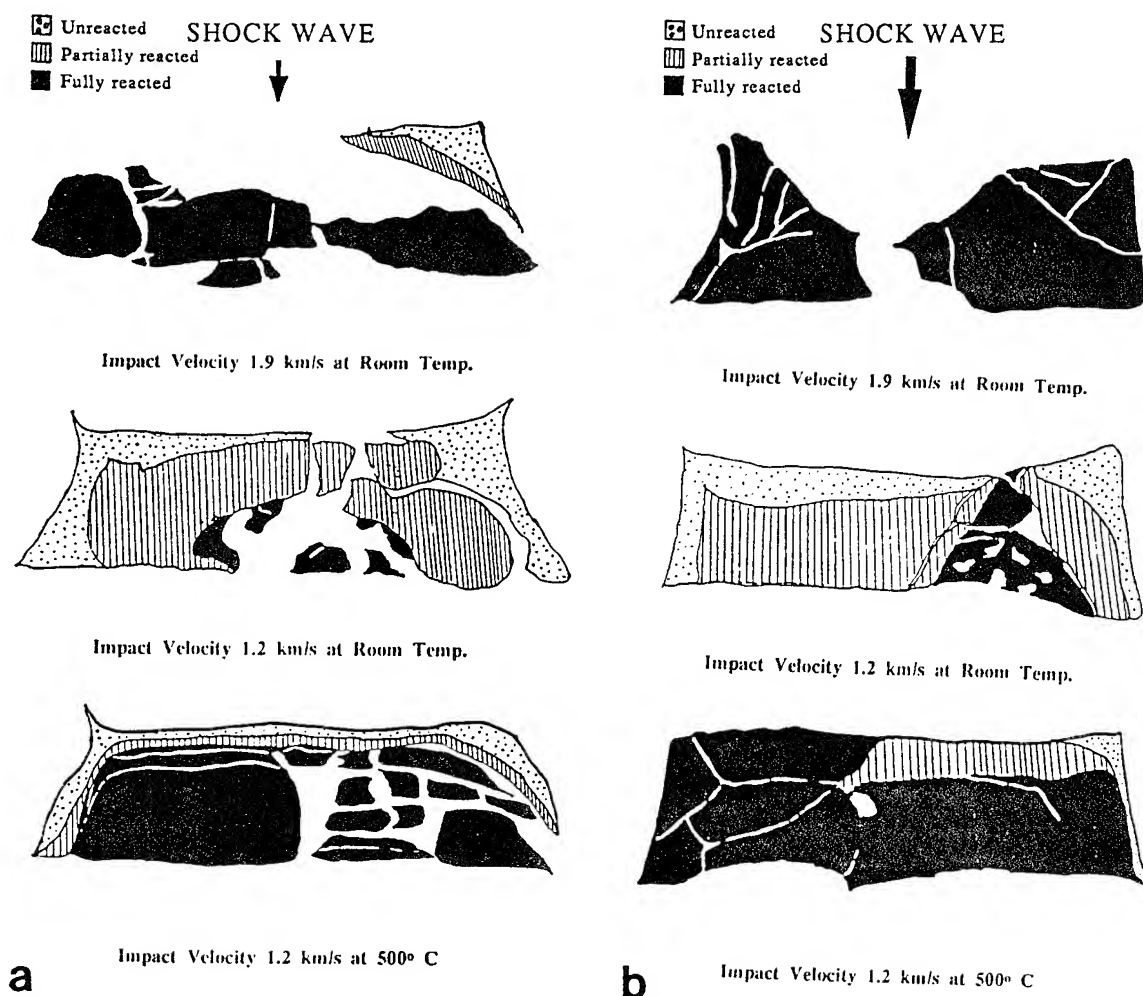 SHOCK WAVE
Unreacted
Partially reacted
Fully reacted
Impact Velocity 1.9 km/s at Room Temp.
Impact Velocity 1.2 km/s at Room Temp.
Impact Velocity 1.2 km/s at 500º C
a
SHOCK WAVE
Unreacted
Partially reacted
Fully reacted
Impact Velocity 1.9 km/s at Room Temp.
Impact Velocity 1.2 km/s at Room Temp.
Impact Velocity 1.2 km/s at 500º C
b